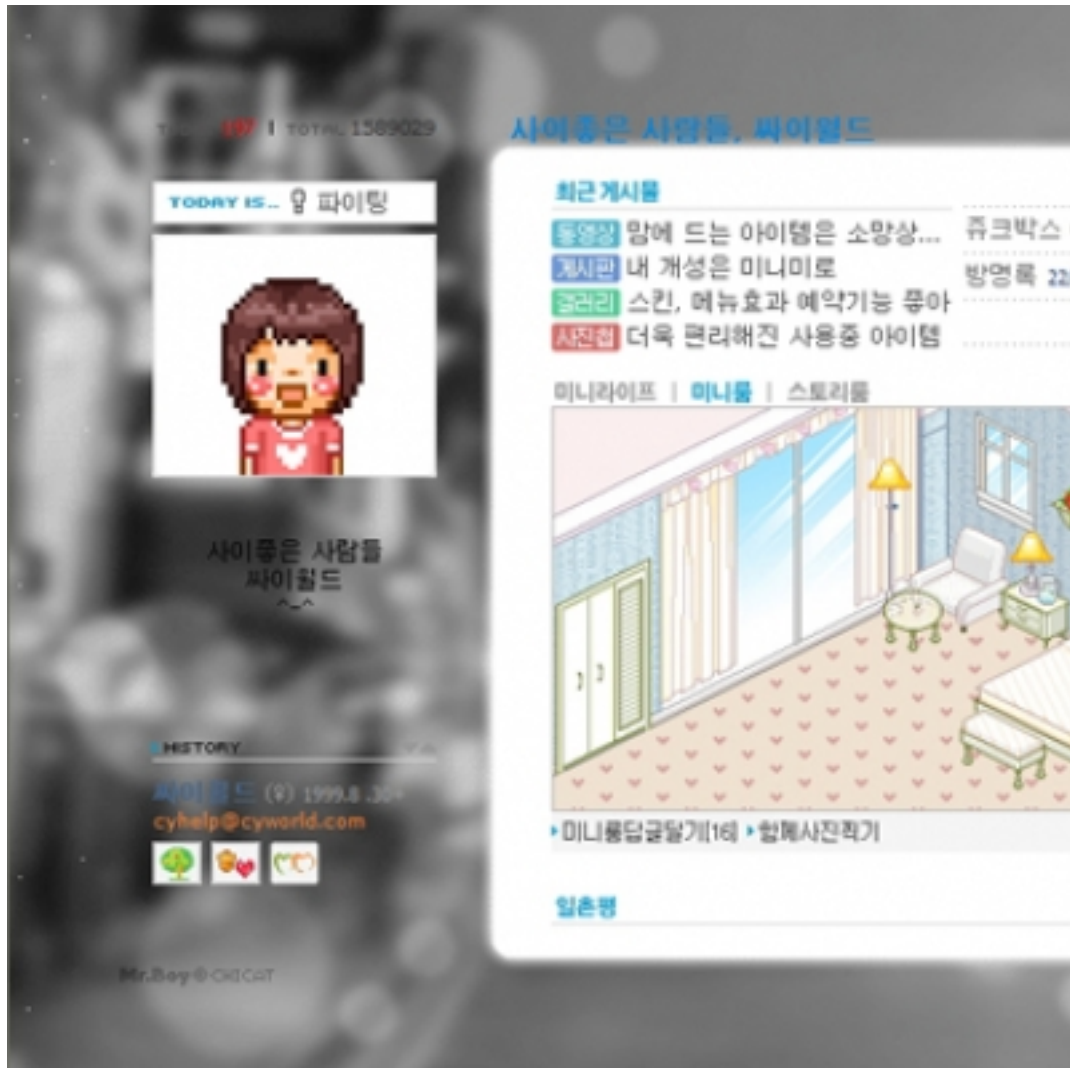 197 | TOTAL 1589029
사이좋은 사람들, 싸이월드
TODAY IS... 파이팅
사이좋은 사람들
싸이월드
^_^
HISTORY
싸이월드 (♀) 1999.8 .30
cyhelp@cyworld.com
Mr.Boy @ CHICAT
최근 게시물
동영상 맘에 드는 아이템은 소망상...
게시판 내 개성은 미니미로
갤러리 스킨, 메뉴효과 예약기능 좋아
사진첩 더욱 편리해진 사용중 아이템
쥬크박스
방명록 22
미니라이프 | 미니룸 | 스토리룸
미니룸답글달기[16] 함께사진찍기
일촌평